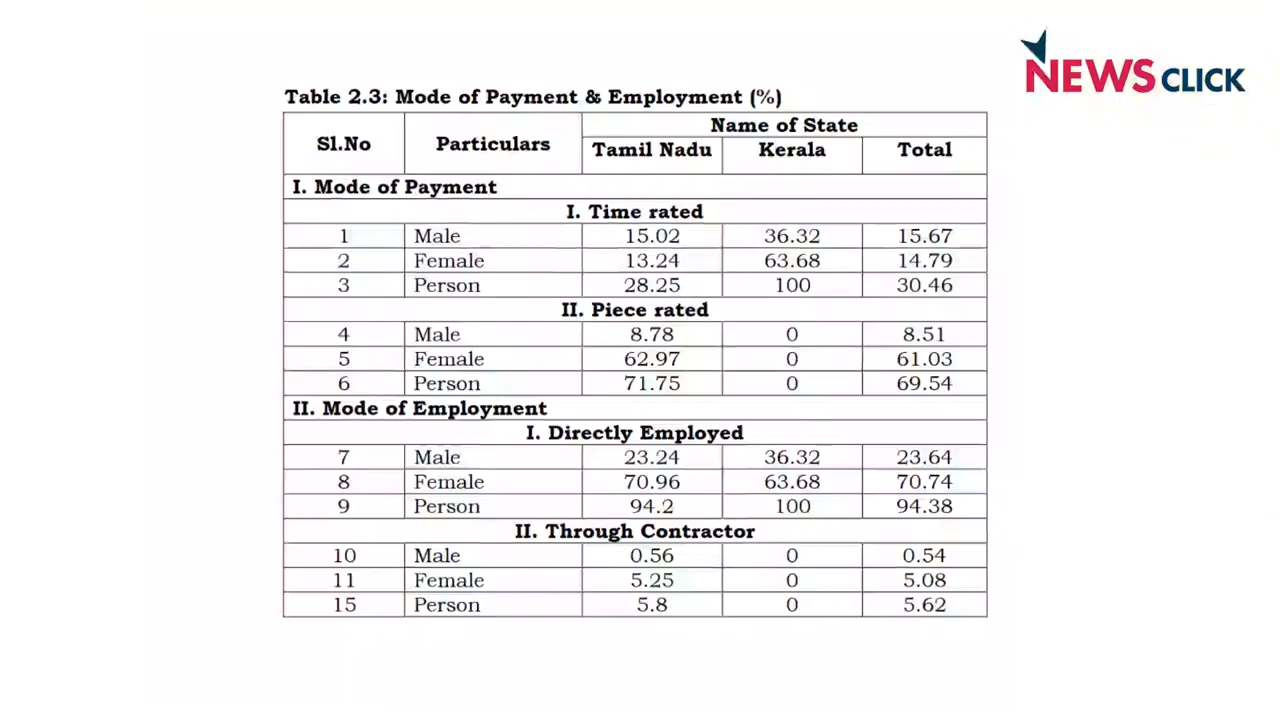 NEWSCLICK
Table 2.3: Mode of Payment & Employment (%)
Sl.No Particulars Name of State
Tamil Nadu Kerala Total
I. Mode of Payment
I. Time rated
1 Male 15.02 36.32 15.67
2 Female 13.24 63.68 14.79
3 Person 28.25 100 30.46
II. Piece rated
4 Male 8.78 0 8.51
5 Female 62.97 0 61.03
6 Person 71.75 0 69.54
II. Mode of Employment
I. Directly Employed
7 Male 23.24 36.32 23.64
8 Female 70.96 63.68 70.74
9 Person 94.2 100 94.38
II. Through Contractor
10 Male 0.56 0 0.54
11 Female 5.25 0 5.08
15 Person 5.8 0 5.62